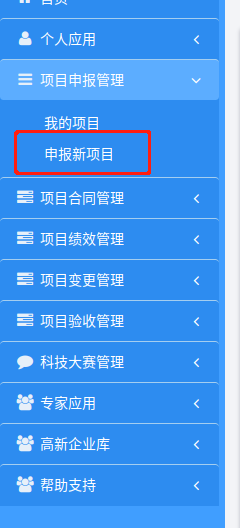 首页
个人应用
项目申报管理
我的项目
申报新项目
项目合同管理
项目绩效管理
项目变更管理
项目验收管理
科技大赛管理
专家应用
高新企业库
帮助支持